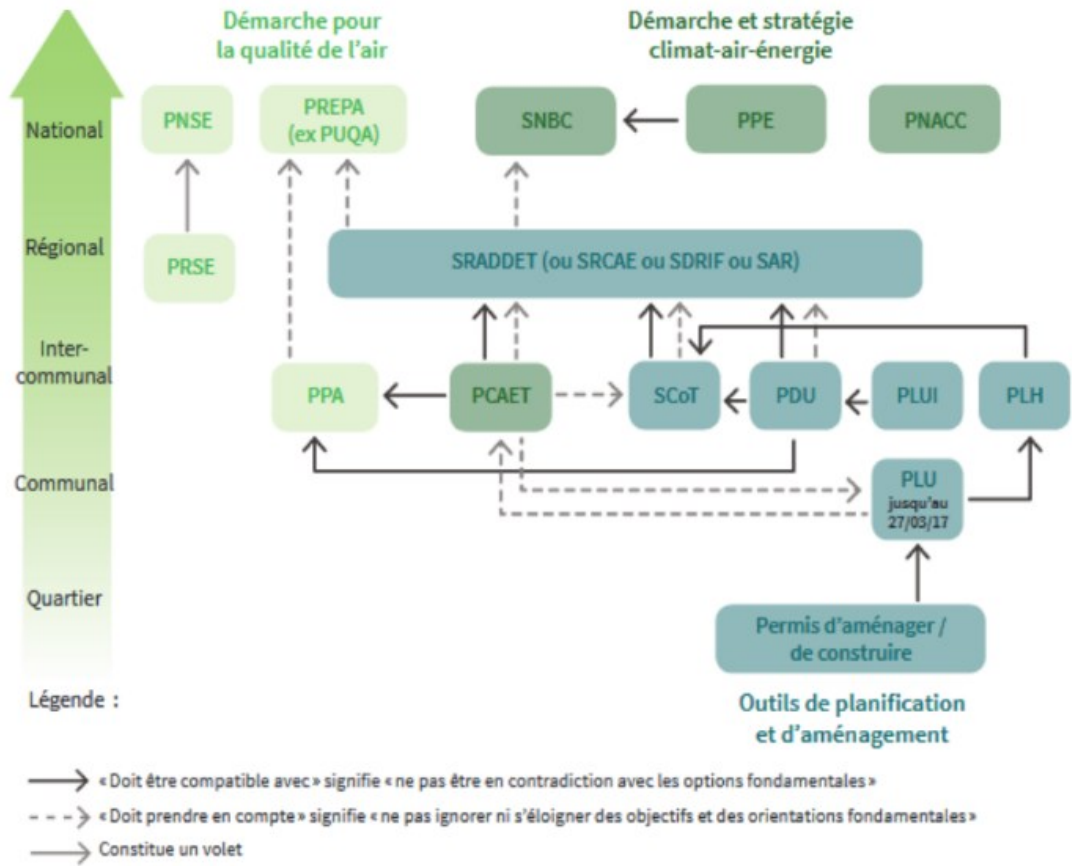 Démarche pour
la qualité de l'air
Démarche et stratégie
climat-air-énergie
National
PNSE
PREPA
(ex PUQA)
SNBC
PPE
PNACC
Régional
PRSE
SRADDET (ou SRCAE ou SDRIF ou SAR)
Inter-
communal
PPA
PCAET
SCoT
PDU
PLUI
PLH
Communal
PLU
jusqu'au
27/03/17
Quartier
Permis d'aménager /
de construire
Légende :
Outils de planification
et d'aménagement
« Doit être compatible avec » signifie « ne pas être en contradiction avec les options fondamentales »
« Doit prendre en compte » signifie « ne pas ignorer ni s'éloigner des objectifs et des orientations fondamentales »
Constitue un volet